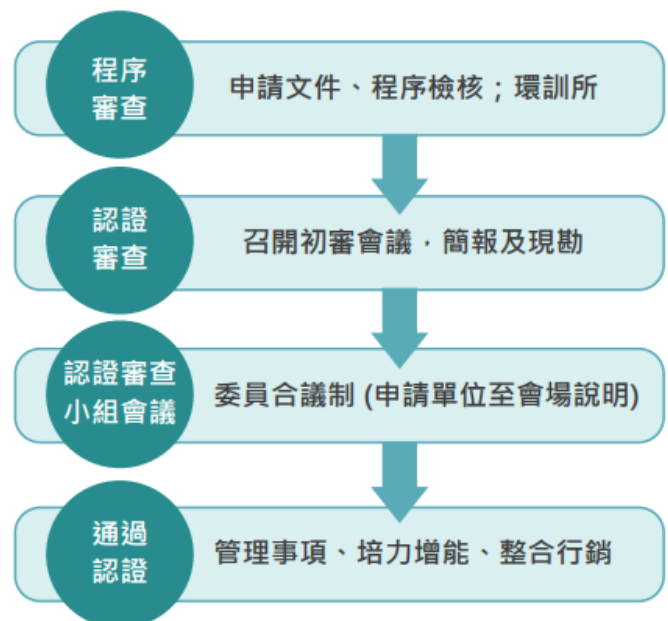 程序
審查
申請文件、程序檢核；環訓所
認證
審查
召開初審會議，簡報及現勘
認證審查
小組會議
委員合議制 (申請單位至會場說明)
通過
認證
管理事項、培力增能、整合行銷